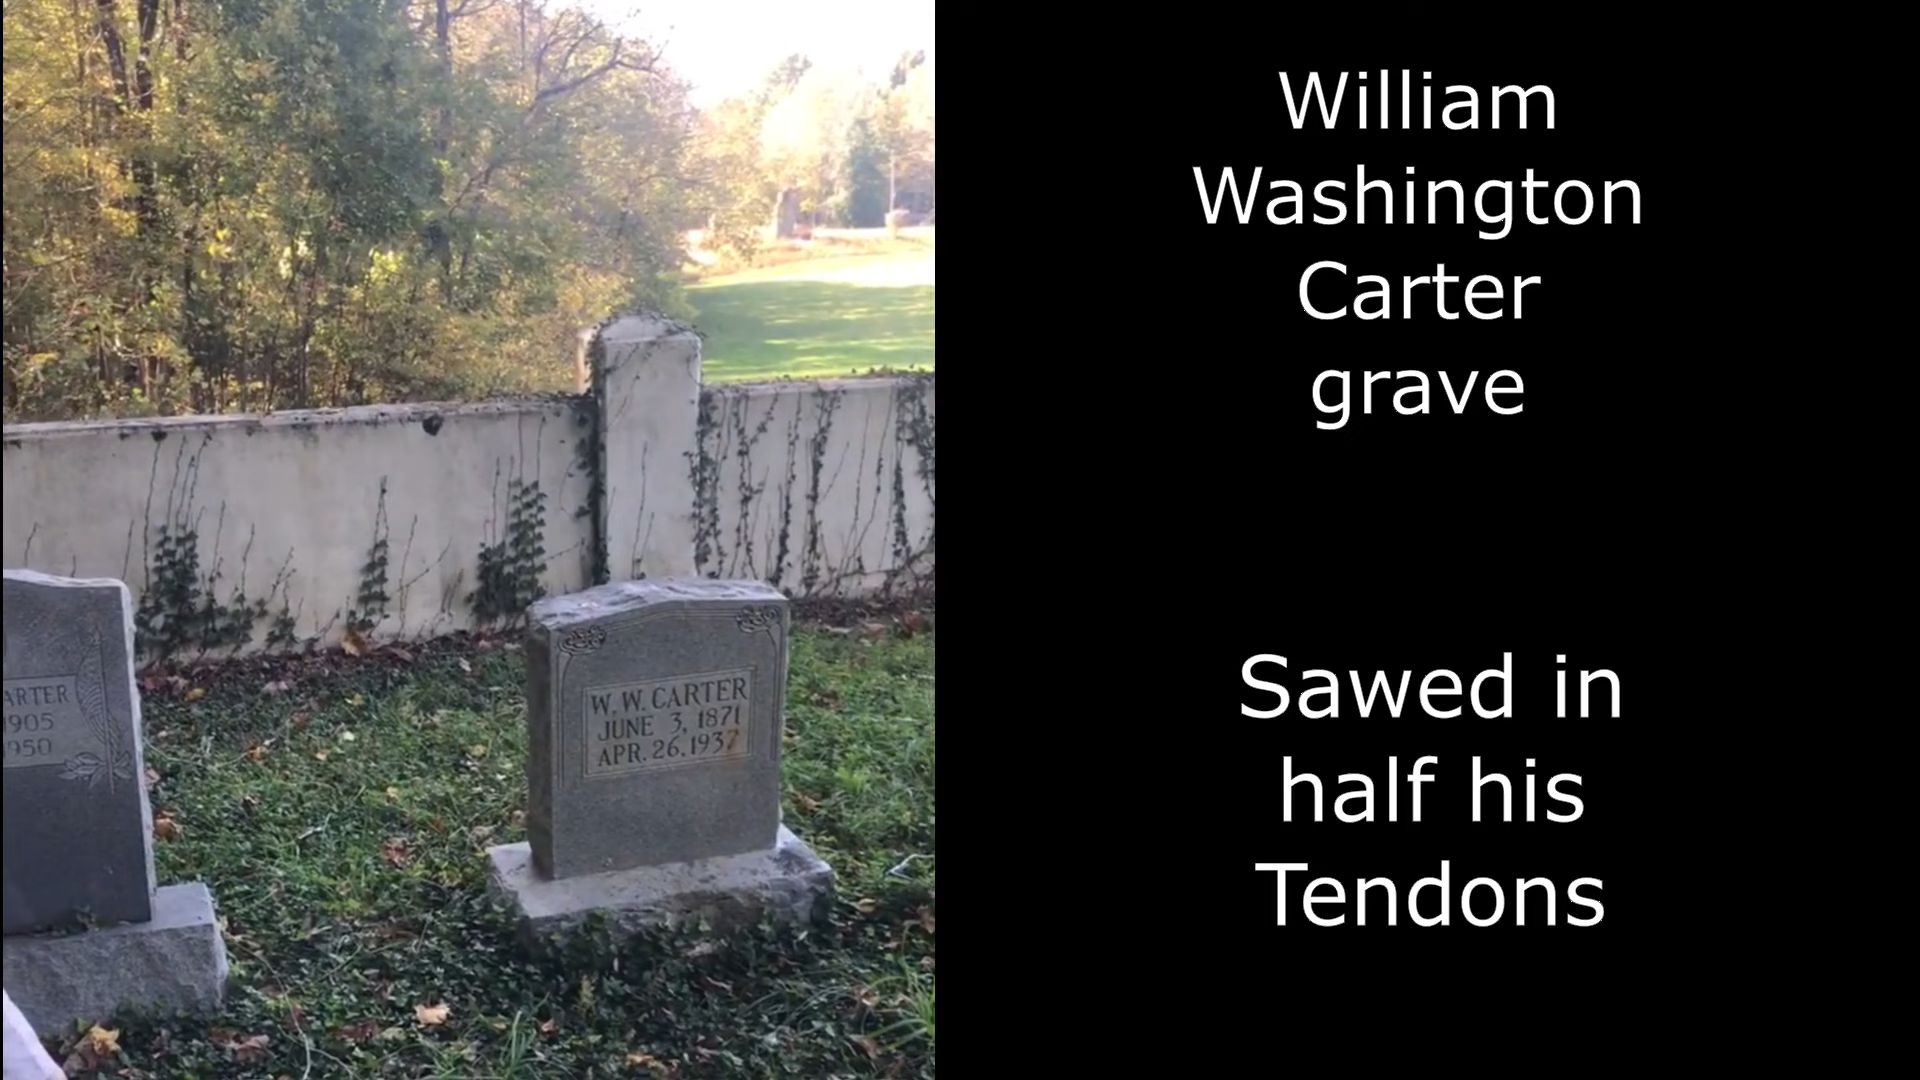 ARTER
1905
950
W. W. CARTER
JUNE 3, 1871
APR. 26, 1937
William
Washington
Carter
grave
Sawed in
half his
Tendons